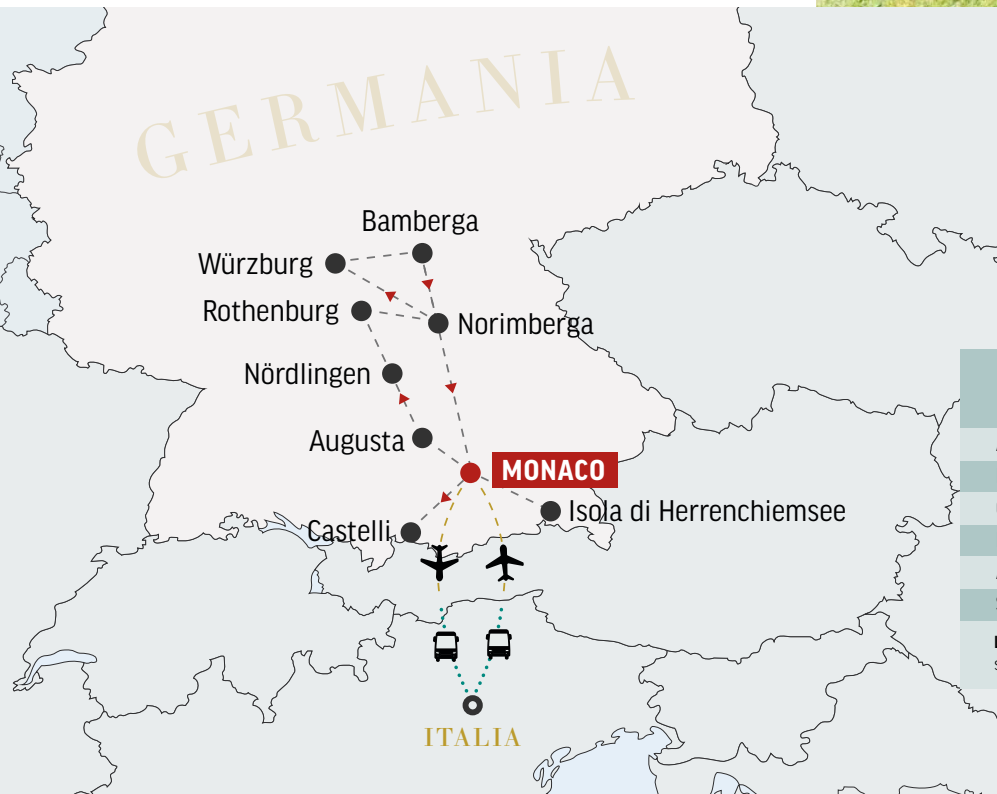 GERMANIA
Bamberga
Würzburg
Rothenburg
Norimberga
Nördlingen
Augusta
MONACO
Isola di Herrenchiemsee
Castelli
ITALIA